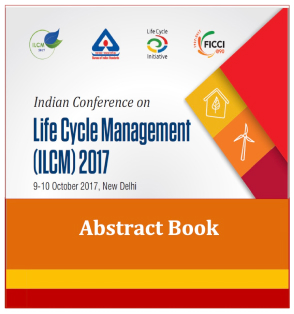 ILCM
2017
Life Cycle
Initiative
FICCI
Indian Conference on
Life Cycle Management
(ILCM) 2017
9-10 October 2017, New Delhi
Abstract Book